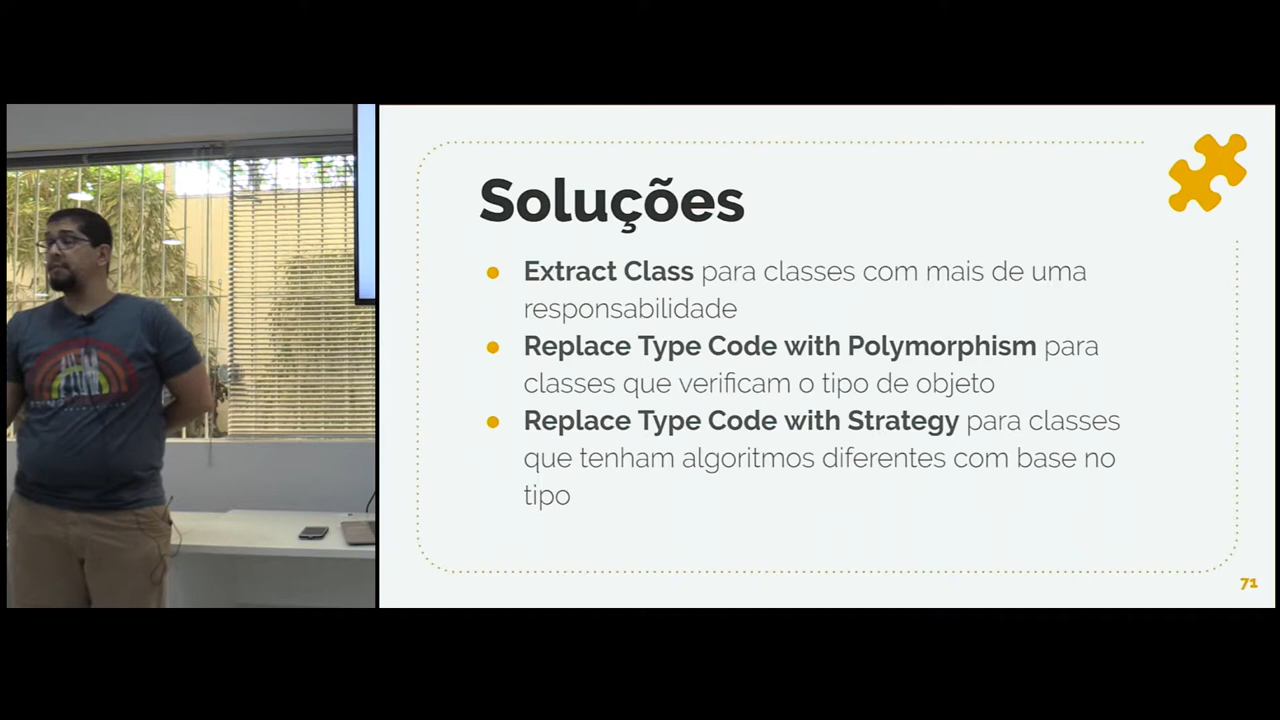 Soluções
Extract Class para classes com mais de uma
responsabilidade
Replace Type Code with Polymorphism para
classes que verificam o tipo de objeto
Replace Type Code with Strategy para classes
que tenham algoritmos diferentes com base no
tipo
71